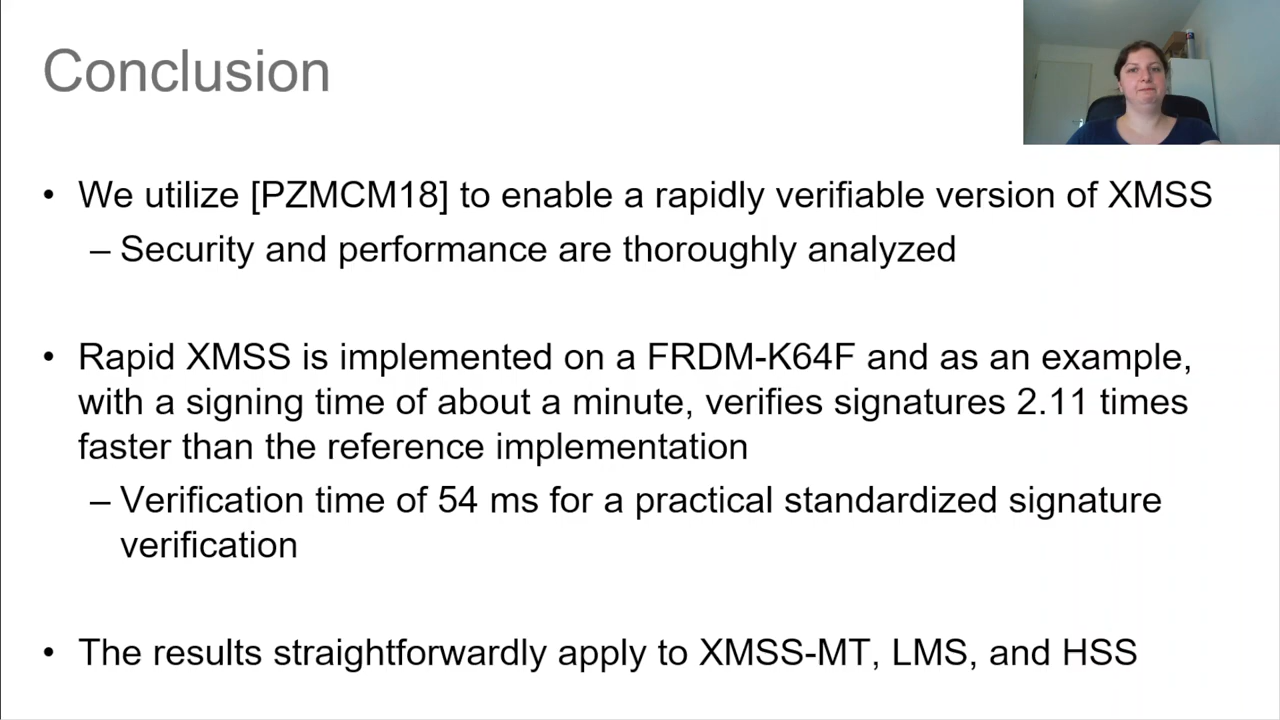 Conclusion
• We utilize [PZMCM18] to enable a rapidly verifiable version of XMSS
– Security and performance are thoroughly analyzed
• Rapid XMSS is implemented on a FRDM-K64F and as an example,
with a signing time of about a minute, verifies signatures 2.11 times
faster than the reference implementation
– Verification time of 54 ms for a practical standardized signature
verification
• The results straightforwardly apply to XMSS-MT, LMS, and HSS